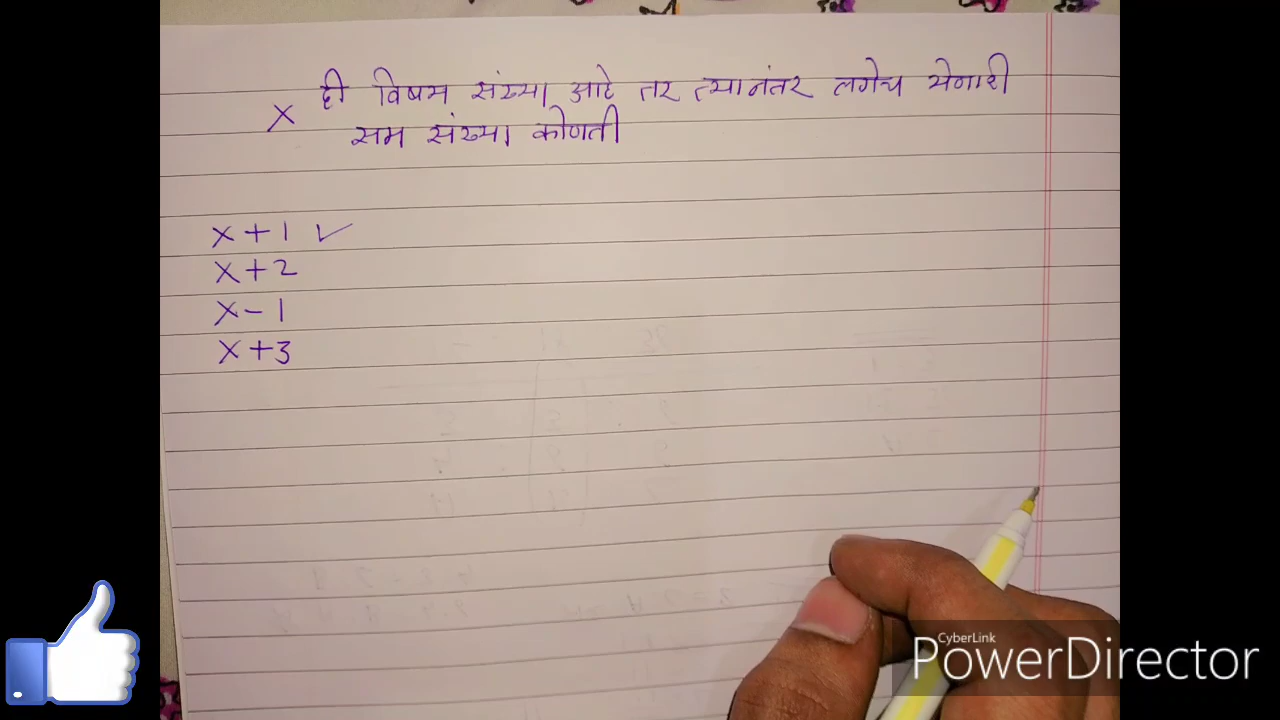 x ही विषम संख्या आहे तर त्यानंतर लगेच येणारी
सम संख्या कोणती
x+1 ✓
x+2
x-1
x+3
CyberLink
PowerDirector